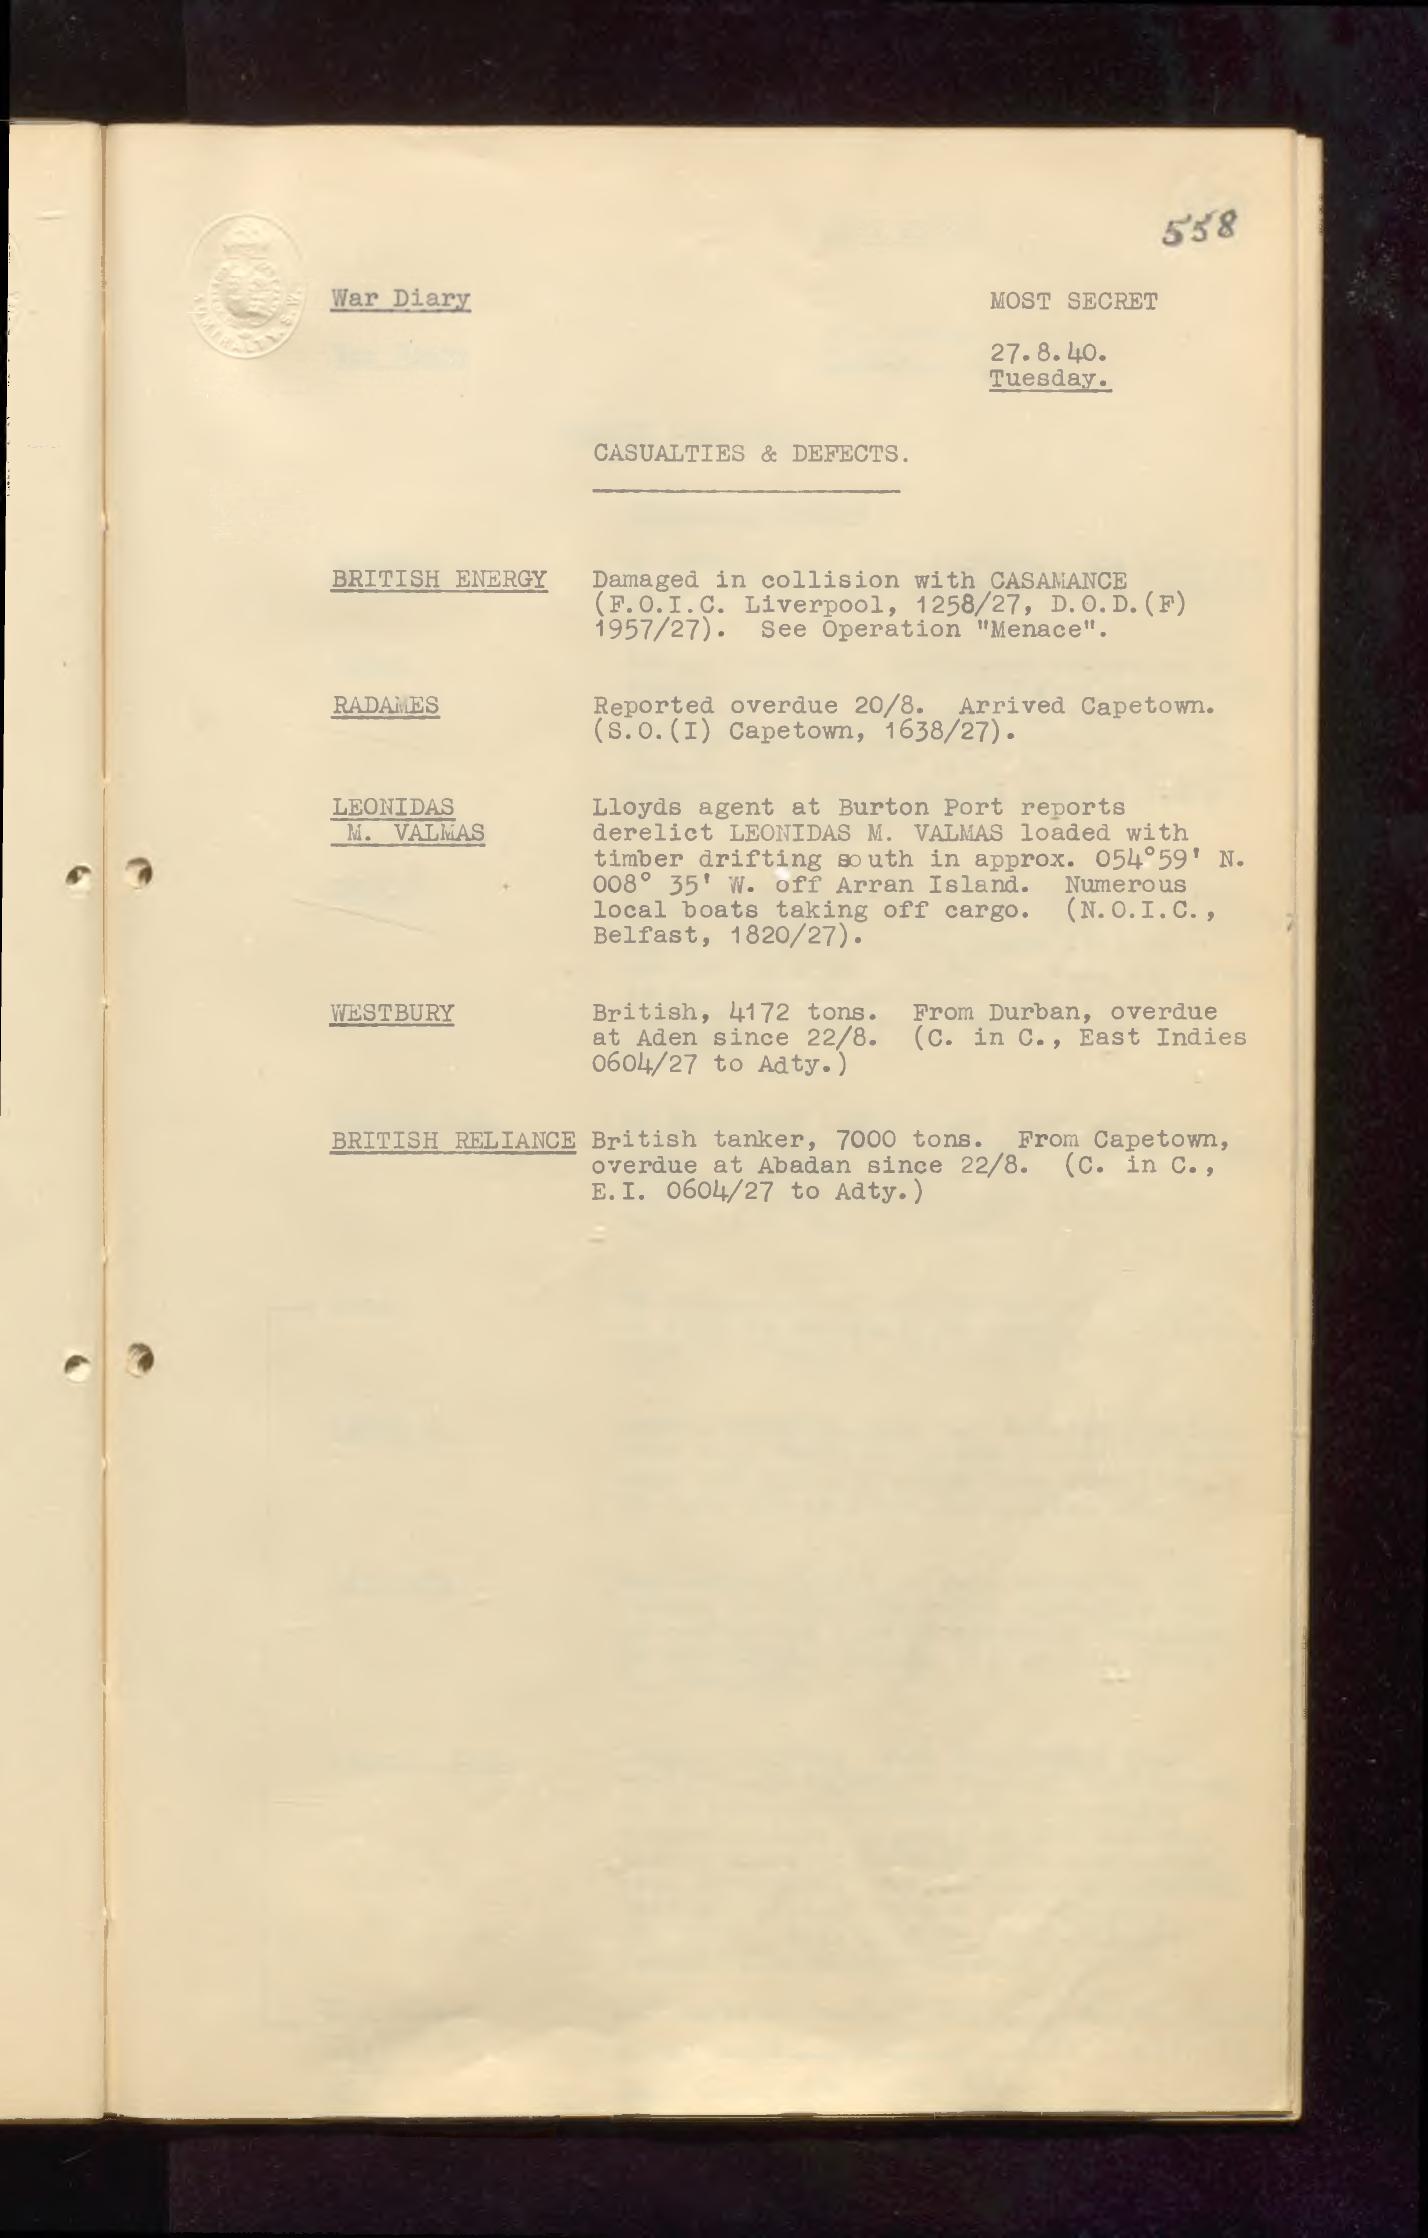 558
War Diary
MOST SECRET
27.8.40.
Tuesday.
CASUALTIES & DEFECTS.
BRITISH ENERGY Damaged in collision with CASAMANCE
(F.O.I.C. Liverpool, 1258/27, D.O.D.(F)
1957/27). See Operation "Menace".
RADAMES Reported overdue 20/8. Arrived Capetown.
(S.O.(I) Capetown, 1638/27).
LEONIDAS Lloyds agent at Burton Port reports
M. VALMAS derelict LEONIDAS M. VALMAS loaded with
timber drifting south in approx. 054°59' N.
008° 35' W. off Arran Island. Numerous
local boats taking off cargo. (N.O.I.C.,
Belfast, 1820/27).
WESTBURY British, 4172 tons. From Durban, overdue
at Aden since 22/8. (C. in C., East Indies
0604/27 to Adty.)
BRITISH RELIANCE British tanker, 7000 tons. From Capetown,
overdue at Abadan since 22/8. (C. in C.,
E.I. 0604/27 to Adty.)